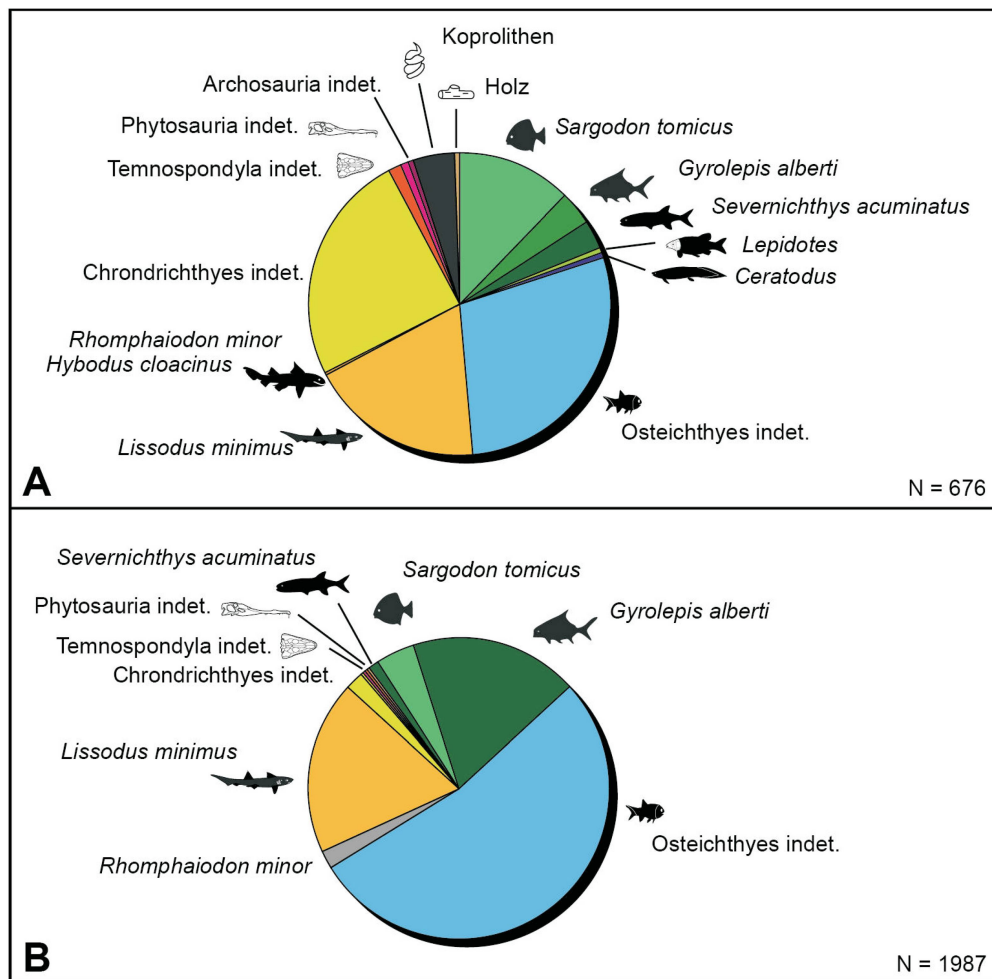 Koprolithen
Archosauria indet.
Holz
Phytosauria indet.
Sargodon tomicus
Temnospondyla indet.
Gyrolepis alberti
Severnichthys acuminatus
Lepidotes
Chrondrichthyes indet.
Ceratodus
Rhomphaiodon minor
Hybodus cloacinus
Osteichthyes indet.
Lissodus minimus
A
N = 676
Severnichthys acuminatus
Sargodon tomicus
Phytosauria indet.
Gyrolepis alberti
Temnospondyla indet.
Chrondrichthyes indet.
Lissodus minimus
Osteichthyes indet.
Rhomphaiodon minor
B
N = 1987